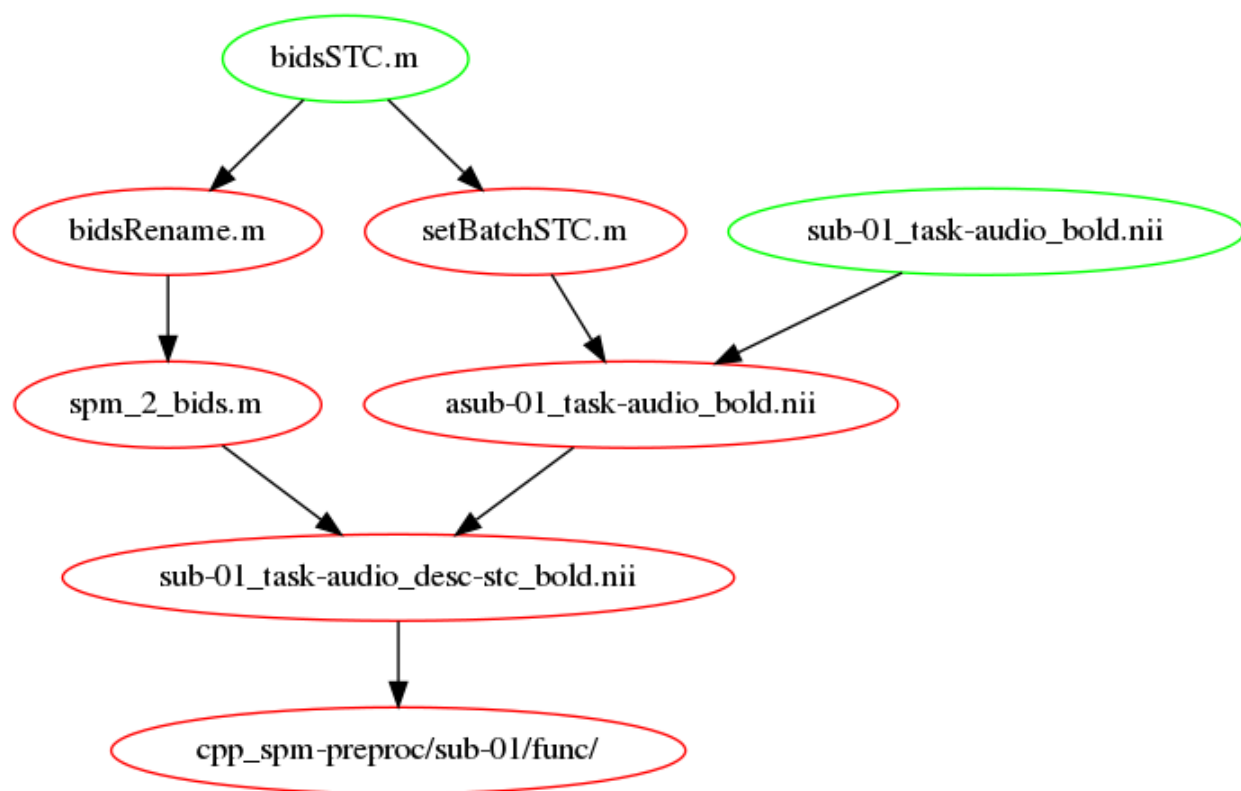 bidsSTC.m
bidsRename.m
setBatchSTC.m
sub-01_task-audio_bold.nii
spm_2_bids.m
asub-01_task-audio_bold.nii
sub-01_task-audio_desc-stc_bold.nii
cpp_spm-preproc/sub-01/func/